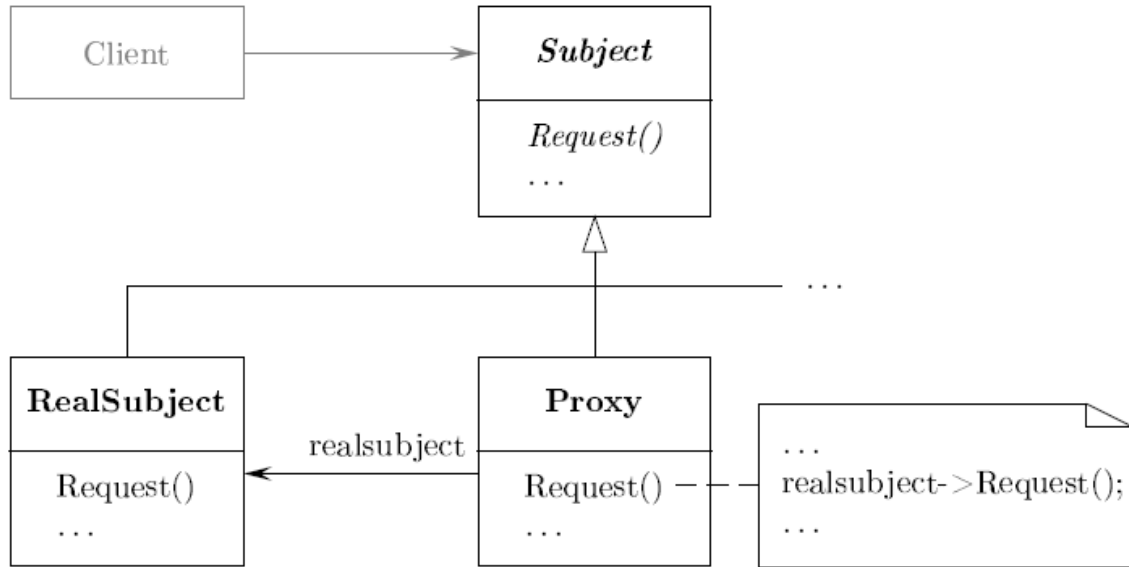 Client
Subject
Request()
...
...
RealSubject
Request()
...
realsubject
Proxy
Request()
...
...
realsubject->Request();
...